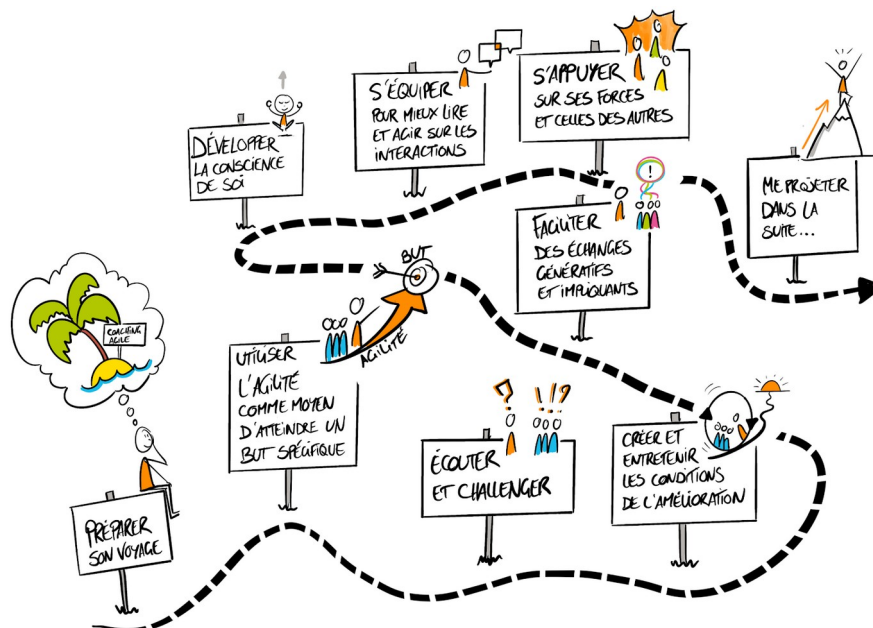 DÉVELOPPER
LA CONSCIENCE
DE SOI
S'ÉQUIPER
POUR MIEUX LIRE
ET AGIR SUR LES
INTERACTIONS
S'APPUYER
SUR SES FORCES
ET CELLES DES AUTRES
ME PROJETER
DANS LA
SUITE...
!
FACILITER
DES ÉCHANGES
GÉNÉRATIFS
ET IMPLIQUANTS
BUT
AGILITÉ
COACHING
AGILE
UTILISER
L'AGILITÉ
COMME MOYEN
D'ATTEINDRE UN
BUT SPÉCIFIQUE
? !!?
ÉCOUTER
ET CHALLENGER
CRÉER ET
ENTRETENIR
LES CONDITIONS
DE L'AMÉLIORATION
PRÉPARER
SON VOYAGE